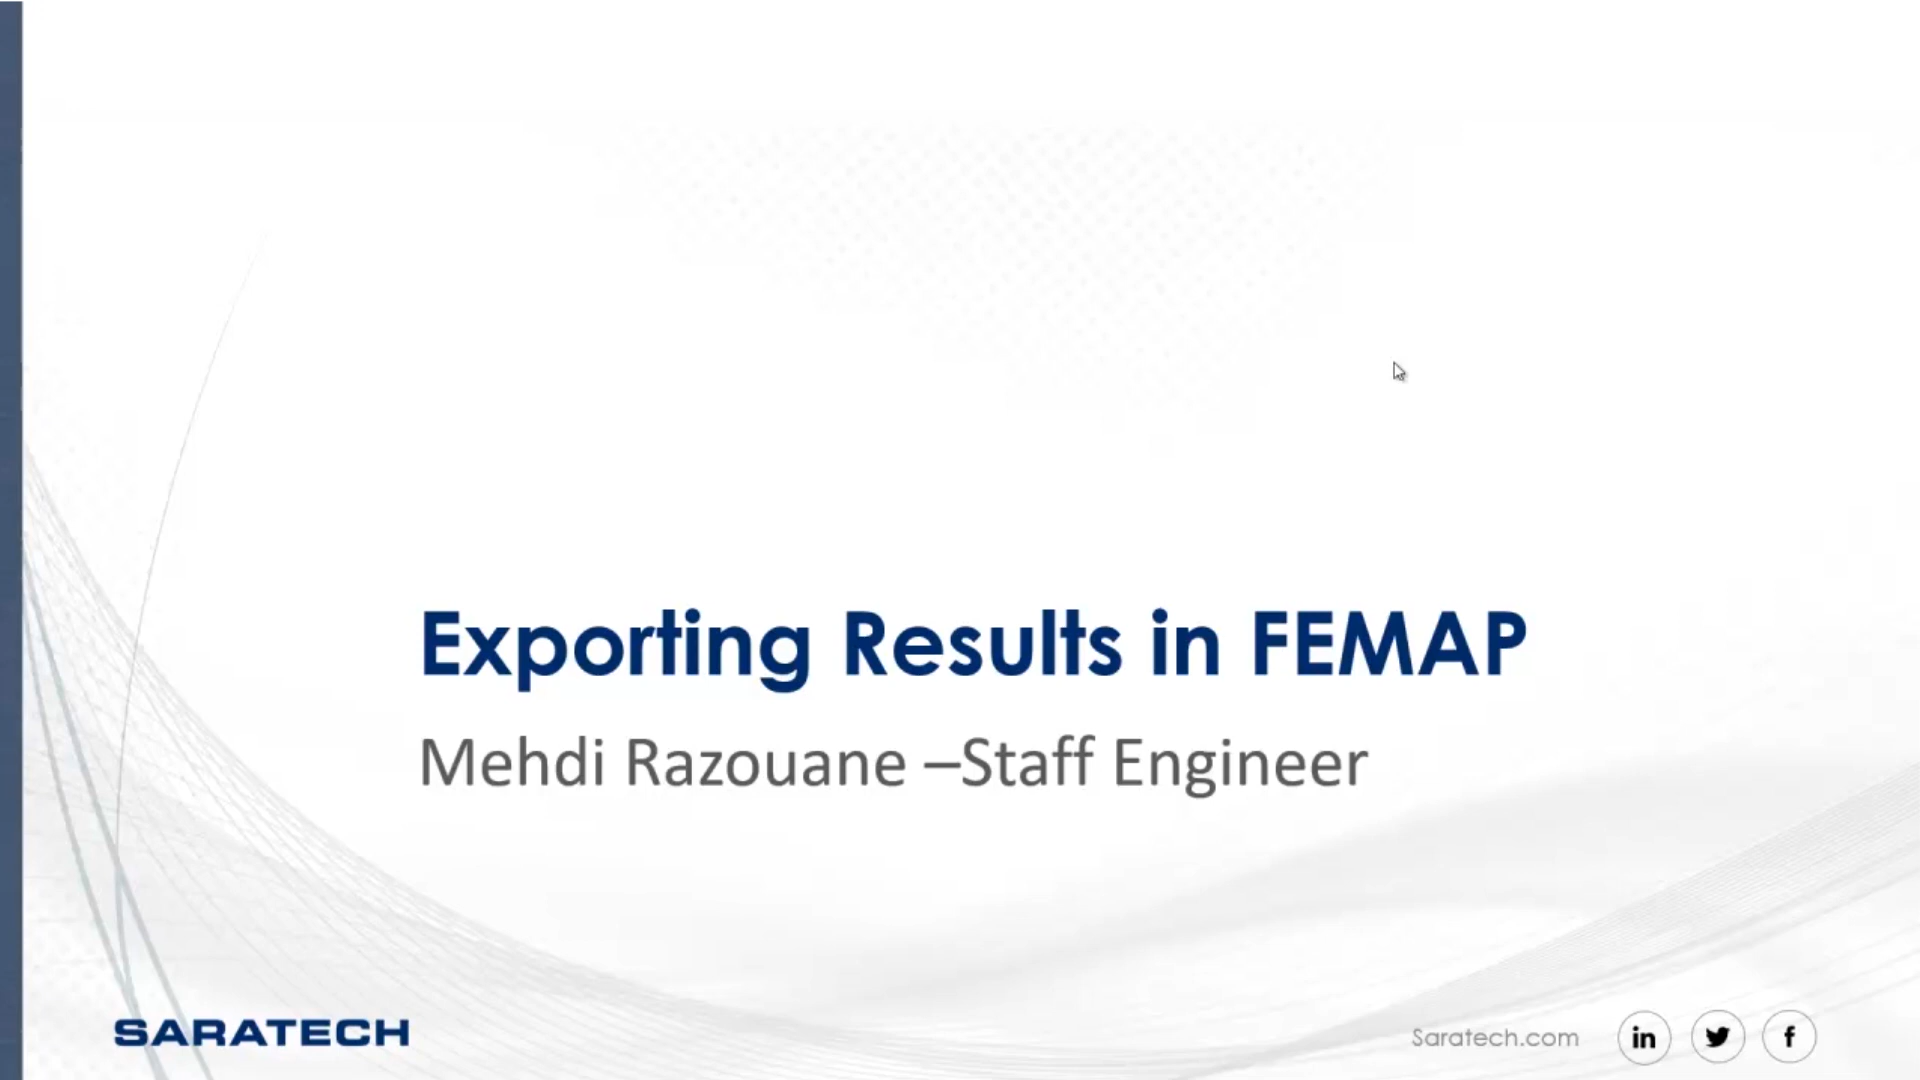 Exporting Results in FEMAP
Mehdi Razouane –Staff Engineer
SARATECH
Saratech.com
in
f